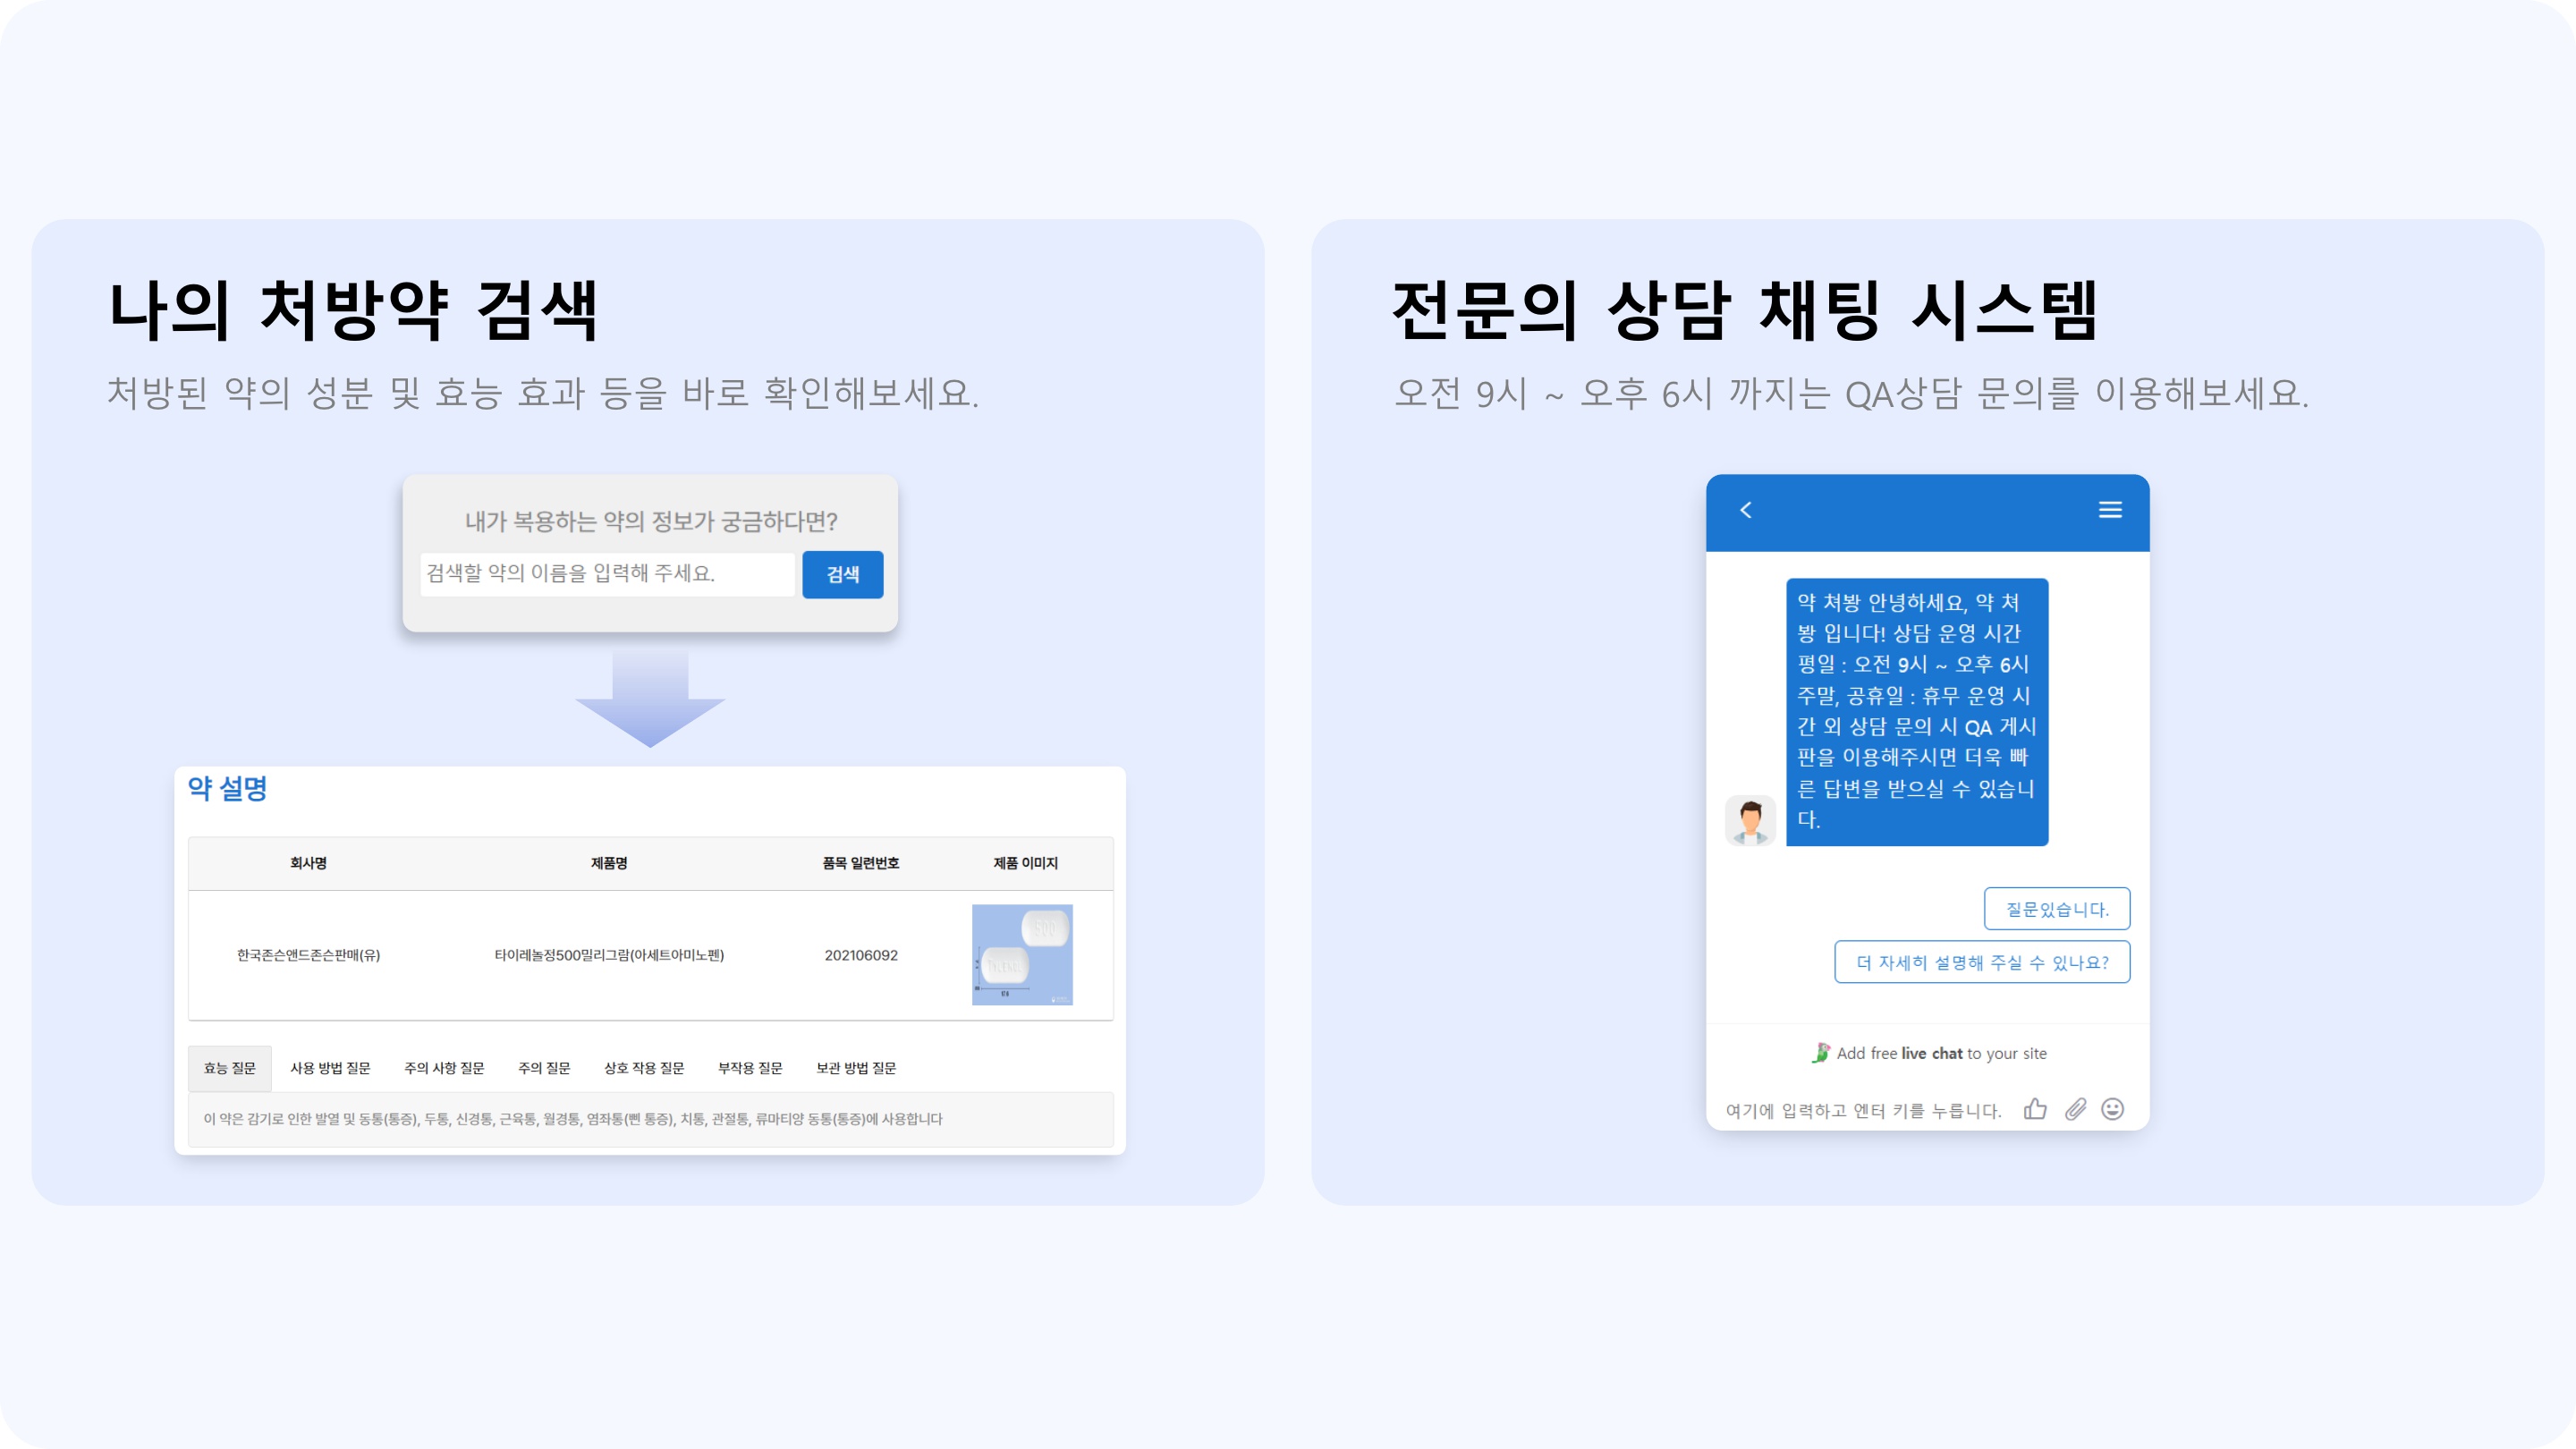 나의 처방약 검색
처방된 약의 성분 및 효능 효과 등을 바로 확인해보세요.
내가 복용하는 약의 정보가 궁금하다면?
검색할 약의 이름을 입력해 주세요.
검색
약 설명
회사명 제품명 품목 일련번호 제품 이미지
한국존슨앤드존슨판매(유) 타이레놀정500밀리그람(아세트아미노펜) 202106092
500
TYLENOL
효능 질문 사용 방법 질문 주의 사항 질문 주의 질문 상호 작용 질문 부작용 질문 보관 방법 질문
이 약은 감기로 인한 발열 및 동통(통증), 두통, 신경통, 근육통, 월경통, 염좌통(삔 통증), 치통, 관절통, 류마티양 동통(통증)에 사용합니다
전문의 상담 채팅 시스템
오전 9시 ~ 오후 6시 까지는 QA상담 문의를 이용해보세요.
약 쳐봥 안녕하세요, 약 쳐
봥 입니다! 상담 운영 시간
평일 : 오전 9시 ~ 오후 6시
주말, 공휴일 : 휴무 운영 시
간 외 상담 문의 시 QA 게시
판을 이용해주시면 더욱 빠
른 답변을 받으실 수 있습니
다.
질문있습니다.
더 자세히 설명해 주실 수 있나요?
Add free live chat to your site
여기에 입력하고 엔터 키를 누릅니다.